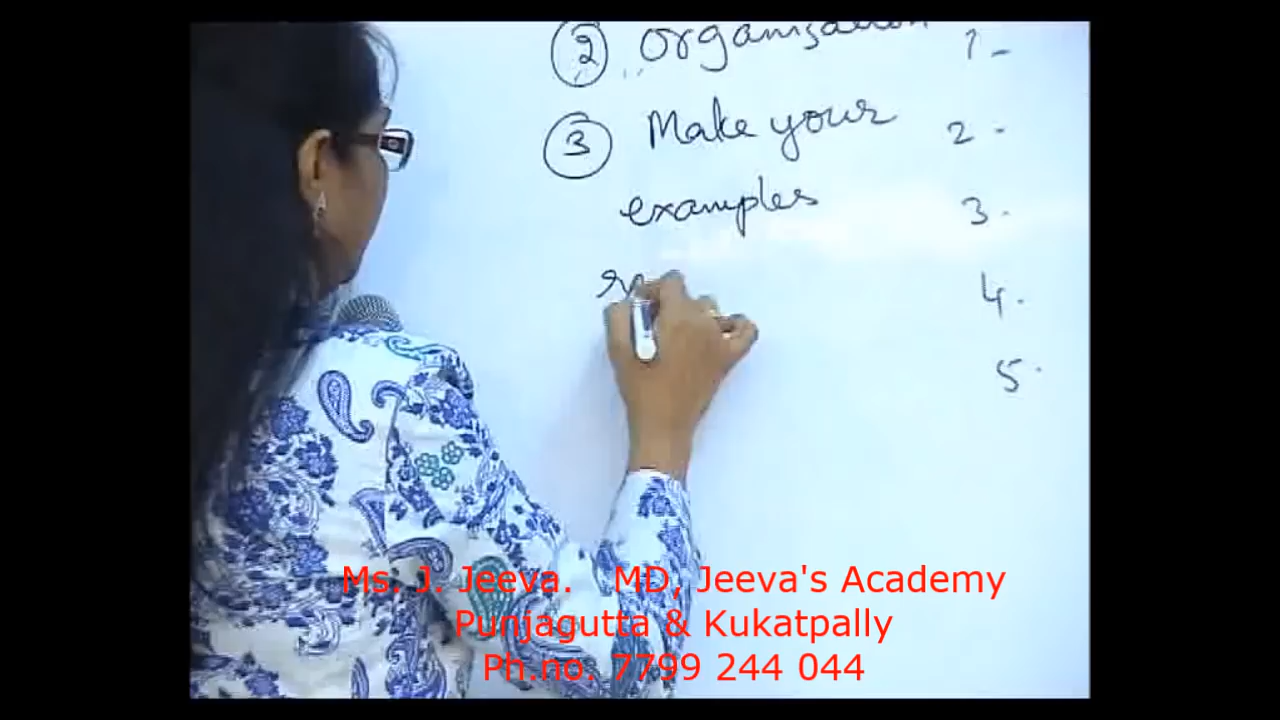 ② Organisation 1 -
③ Make your 2 -
examples 3 -
4 -
5 -
Ms. J. Jeeva. MD, Jeeva's Academy
Punjagutta & Kukatpally
Ph.no. 7799 244 044